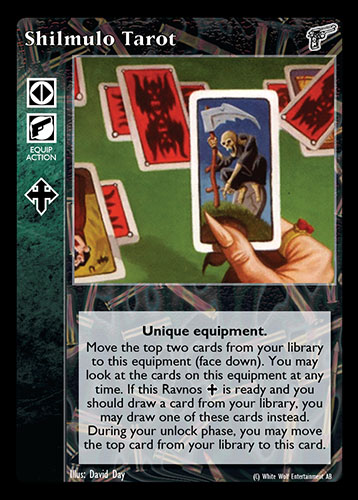 Shilmulo Tarot
EQUIP
ACTION
Unique equipment.
Move the top two cards from your library
to this equipment (face down). You may
look at the cards on this equipment at any
time. If this Ravnos ✝ is ready and you
should draw a card from your library, you
may draw one of these cards instead.
During your unlock phase, you may move
the top card from your library to this card.
Illus: David Day
(C) White Wolf Entertainment AB